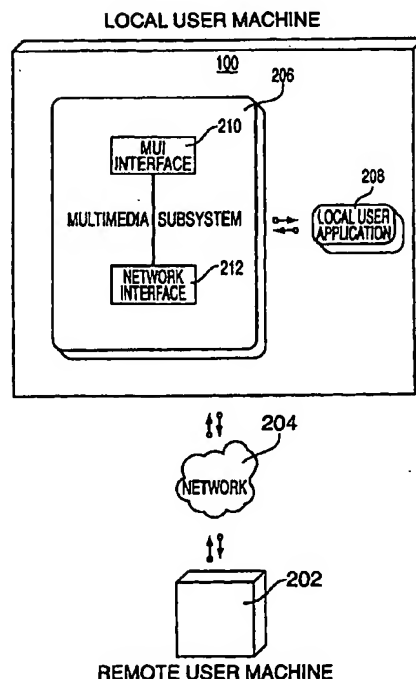 LOCAL USER MACHINE
100
206
MUI
INTERFACE
210
208
MULTIMEDIA SUBSYSTEM
LOCAL USER
APPLICATION
NETWORK
INTERFACE
212
204
NETWORK
202
REMOTE USER MACHINE